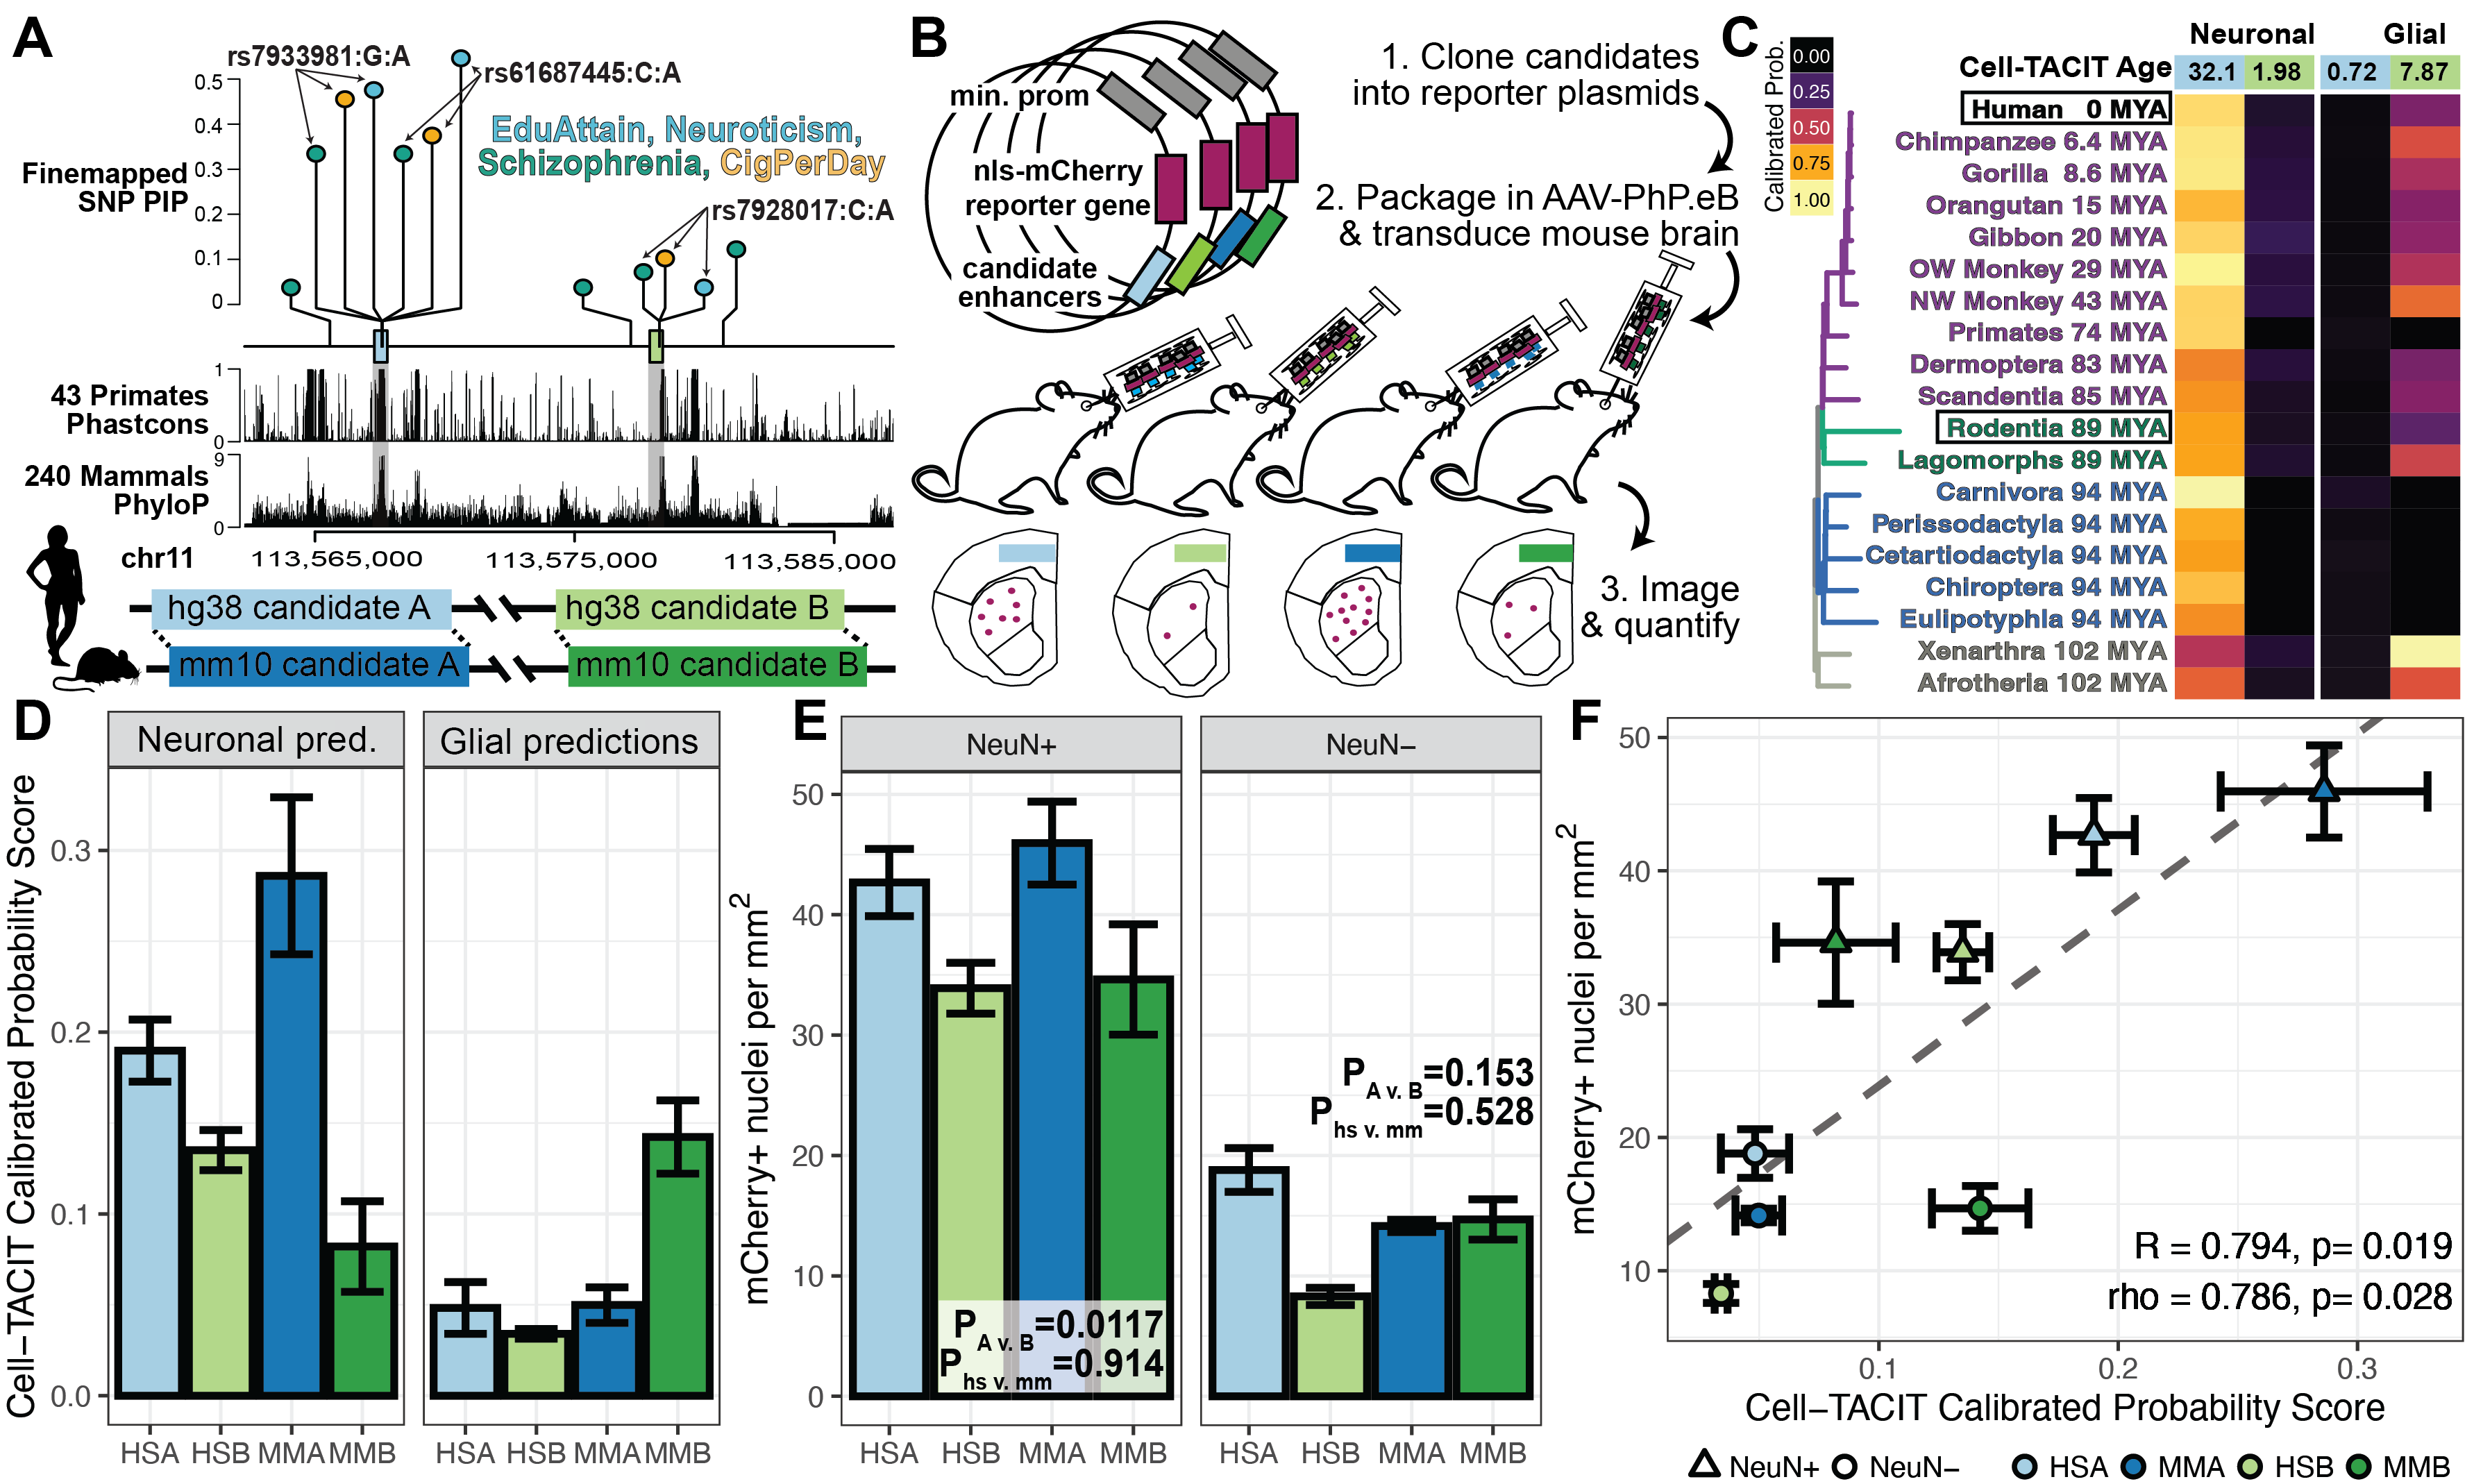 A
rs7933981:G:A
rs61687445:C:A
0.5
0.4
0.3
0.2
0.1
0
Finemapped
SNP PIP
EduAttain, Neuroticism,
Schizophrenia, CigPerDay
rs7928017:C:A
43 Primates
Phastcons
1
0
240 Mammals
PhyloP
9
0
chr11
113,565,000
113,575,000
113,585,000
hg38 candidate A
hg38 candidate B
mm10 candidate A
mm10 candidate B
B
min. prom
nls-mCherry
reporter gene
candidate
enhancers
1. Clone candidates
into reporter plasmids
2. Package in AAV-PhP.eB
& transduce mouse brain
3. Image
& quantify
C
Calibrated Prob.
0.00
0.25
0.50
0.75
1.00
Neuronal
Glial
Cell-TACIT Age
32.1
1.98
0.72
7.87
Human 0 MYA
Chimpanzee 6.4 MYA
Gorilla 8.6 MYA
Orangutan 15 MYA
Gibbon 20 MYA
OW Monkey 29 MYA
NW Monkey 43 MYA
Primates 74 MYA
Dermoptera 83 MYA
Scandentia 85 MYA
Rodentia 89 MYA
Lagomorphs 89 MYA
Carnivora 94 MYA
Perissodactyla 94 MYA
Cetartiodactyla 94 MYA
Chiroptera 94 MYA
Eulipotyphla 94 MYA
Xenarthra 102 MYA
Afrotheria 102 MYA
D
Neuronal pred.
Glial predictions
Cell–TACIT Calibrated Probability Score
0.3
0.2
0.1
0.0
HSA
HSB
MMA
MMB
HSA
HSB
MMA
MMB
E
NeuN+
NeuN–
mCherry+ nuclei per mm2
50
40
30
20
10
0
P A v. B =0.0117
P hs v. mm =0.914
P A v. B =0.153
P hs v. mm =0.528
HSA
HSB
MMA
MMB
HSA
HSB
MMA
MMB
F
mCherry+ nuclei per mm2
50
40
30
20
10
R = 0.794, p= 0.019
rho = 0.786, p= 0.028
0.1
0.2
0.3
Cell–TACIT Calibrated Probability Score
NeuN+
NeuN–
HSA
MMA
HSB
MMB